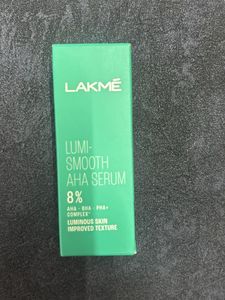 LAKMÉ
LUMI-
SMOOTH
AHA SERUM
8%
AHA - BHA - PHA+
COMPLEX*
LUMINOUS SKIN
IMPROVED TEXTURE